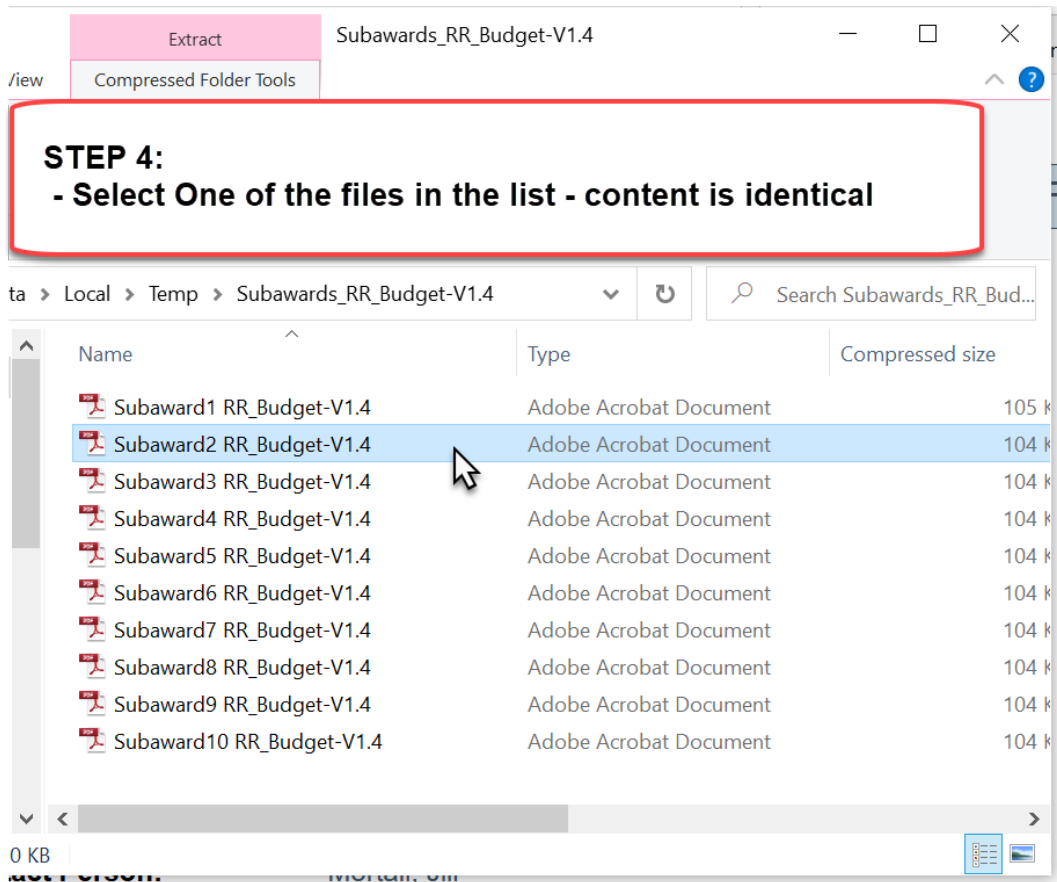 Extract
Subawards_RR_Budget-V1.4
View
Compressed Folder Tools
?
STEP 4:
- Select One of the files in the list - content is identical
ta > Local > Temp > Subawards_RR_Budget-V1.4
Search Subawards_RR_Bud...
Name Type Compressed size
Subaward1 RR_Budget-V1.4 Adobe Acrobat Document 105 K
Subaward2 RR_Budget-V1.4 Adobe Acrobat Document 104 K
Subaward3 RR_Budget-V1.4 Adobe Acrobat Document 104 K
Subaward4 RR_Budget-V1.4 Adobe Acrobat Document 104 K
Subaward5 RR_Budget-V1.4 Adobe Acrobat Document 104 K
Subaward6 RR_Budget-V1.4 Adobe Acrobat Document 104 K
Subaward7 RR_Budget-V1.4 Adobe Acrobat Document 104 K
Subaward8 RR_Budget-V1.4 Adobe Acrobat Document 104 K
Subaward9 RR_Budget-V1.4 Adobe Acrobat Document 104 K
Subaward10 RR_Budget-V1.4 Adobe Acrobat Document 104 K
0 KB